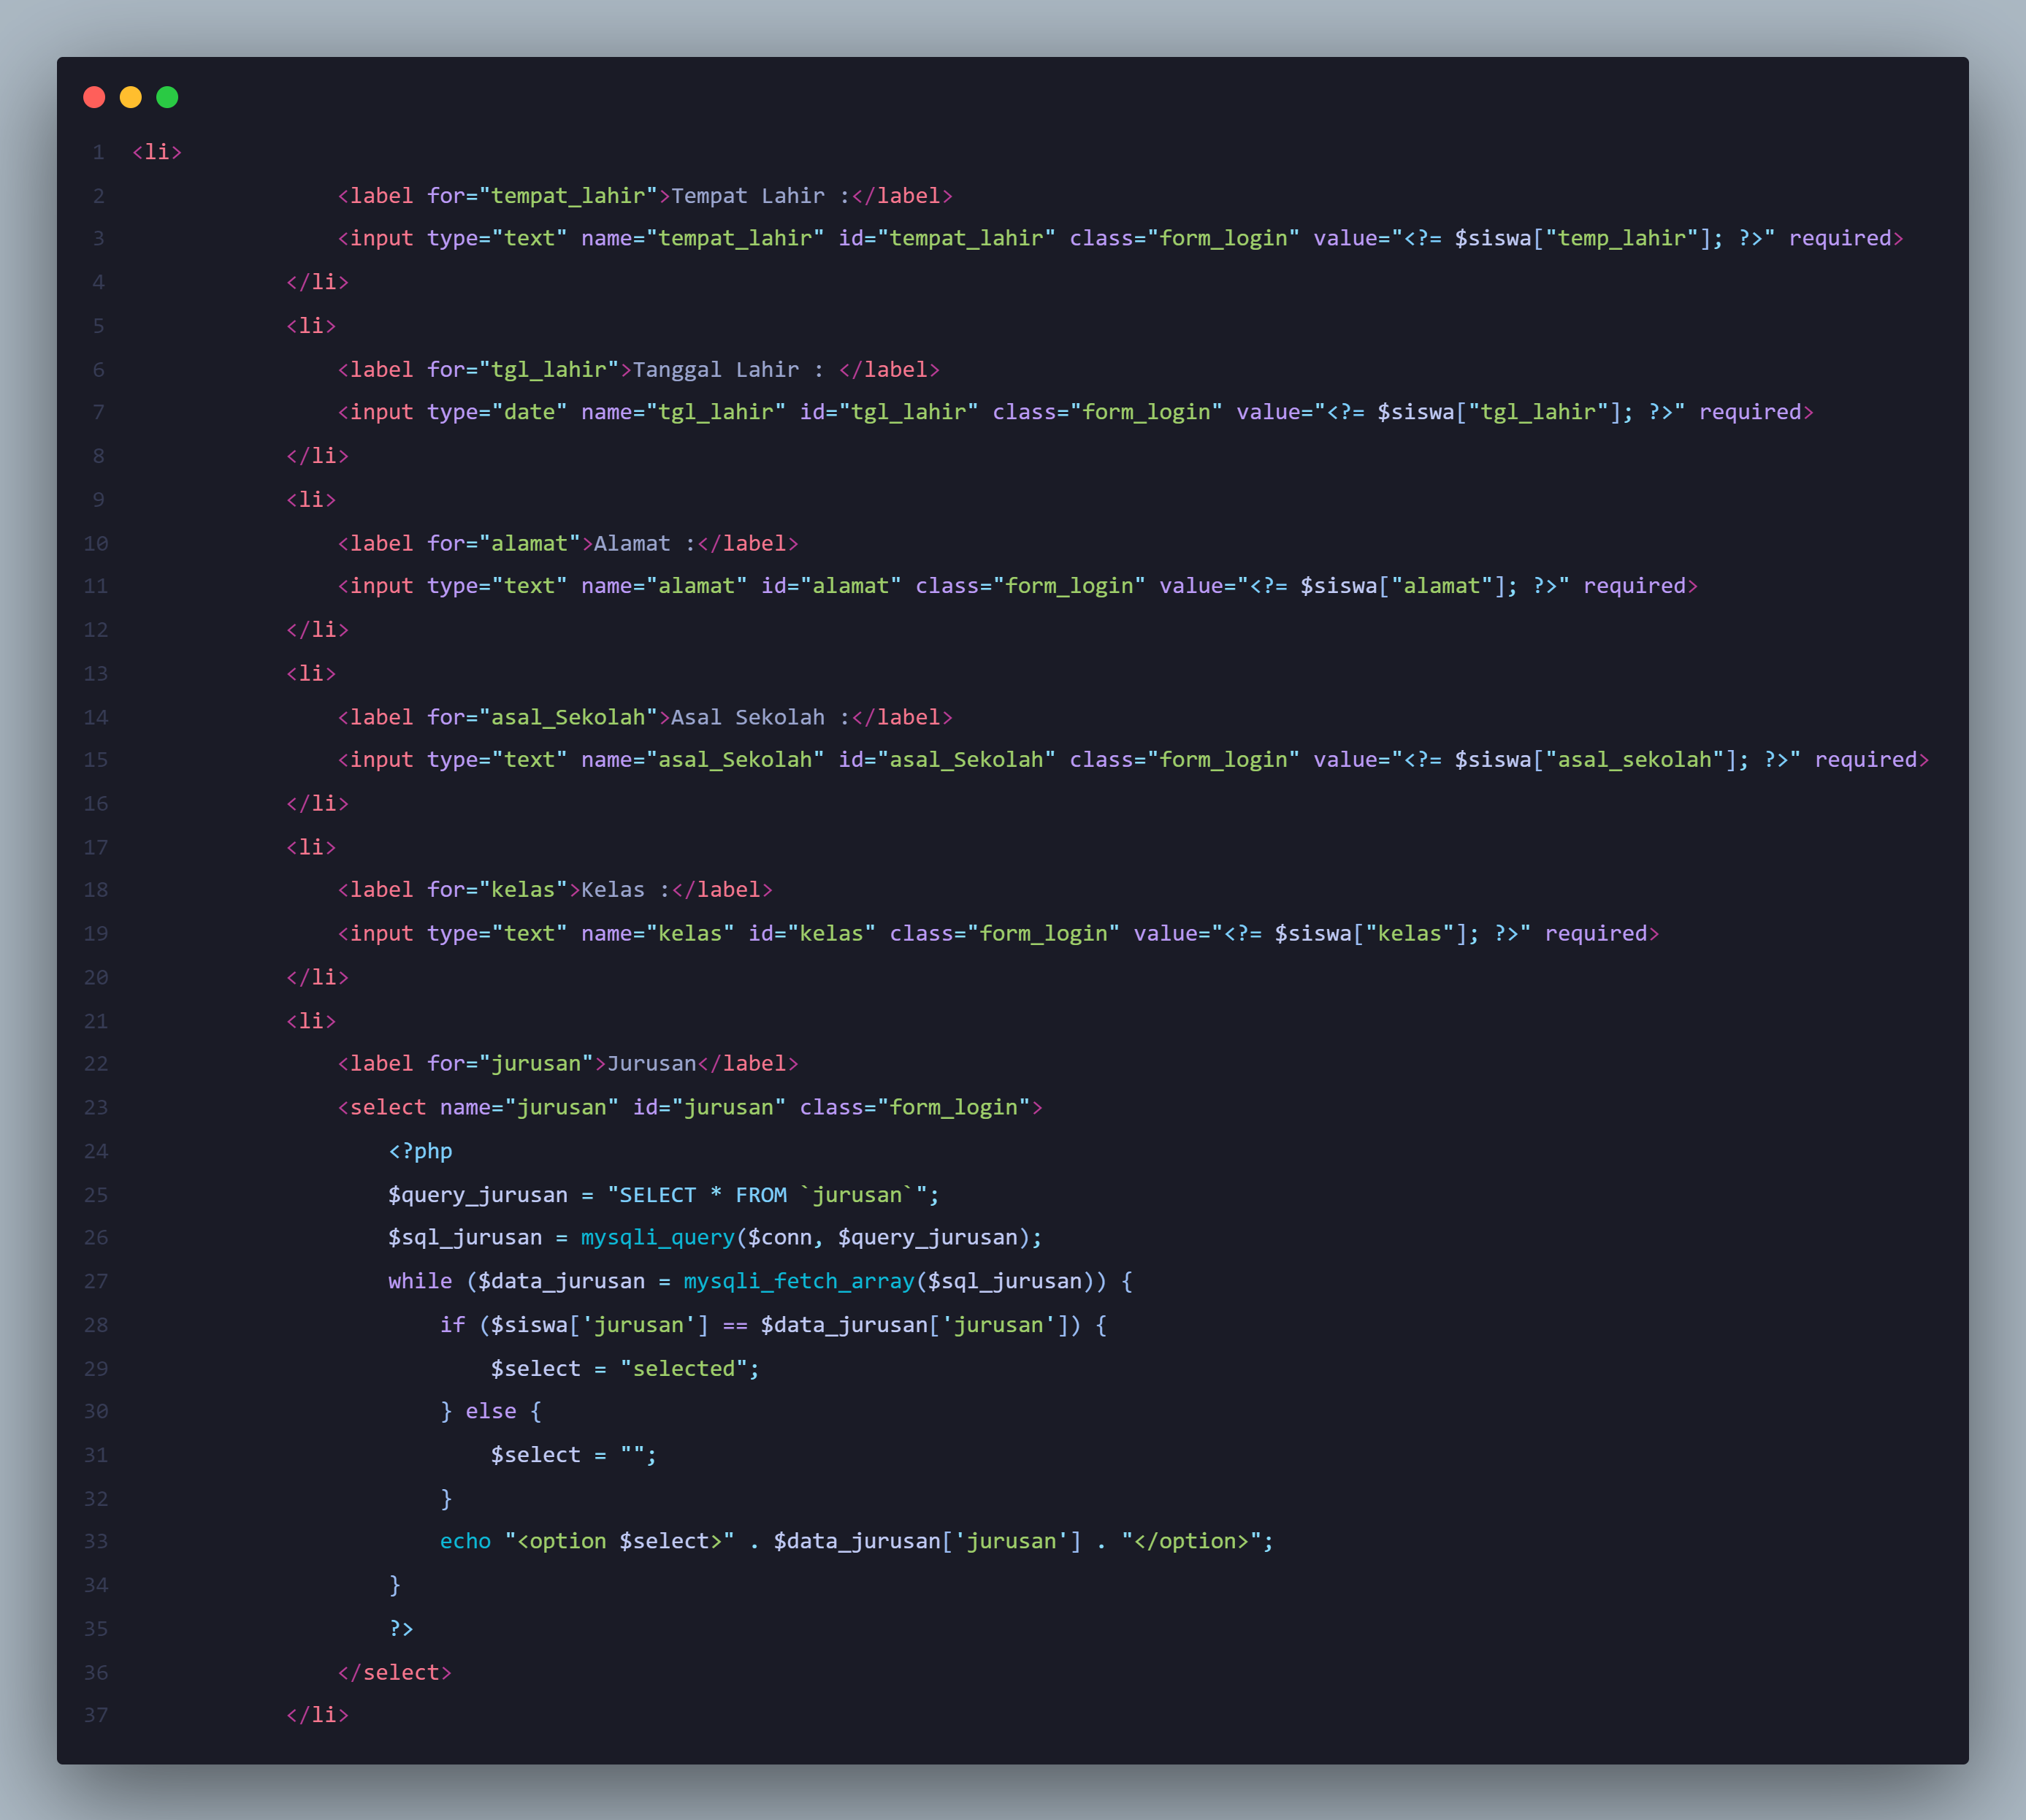 1 <li>
2 <label for="tempat_lahir">Tempat Lahir :</label>
3 <input type="text" name="tempat_lahir" id="tempat_lahir" class="form_login" value="<?= $siswa["temp_lahir"]; ?>" required>
4 </li>
5 <li>
6 <label for="tgl_lahir">Tanggal Lahir : </label>
7 <input type="date" name="tgl_lahir" id="tgl_lahir" class="form_login" value="<?= $siswa["tgl_lahir"]; ?>" required>
8 </li>
9 <li>
10 <label for="alamat">Alamat :</label>
11 <input type="text" name="alamat" id="alamat" class="form_login" value="<?= $siswa["alamat"]; ?>" required>
12 </li>
13 <li>
14 <label for="asal_Sekolah">Asal Sekolah :</label>
15 <input type="text" name="asal_Sekolah" id="asal_Sekolah" class="form_login" value="<?= $siswa["asal_sekolah"]; ?>" required>
16 </li>
17 <li>
18 <label for="kelas">Kelas :</label>
19 <input type="text" name="kelas" id="kelas" class="form_login" value="<?= $siswa["kelas"]; ?>" required>
20 </li>
21 <li>
22 <label for="jurusan">Jurusan</label>
23 <select name="jurusan" id="jurusan" class="form_login">
24 <?php
25 $query_jurusan = "SELECT * FROM `jurusan`";
26 $sql_jurusan = mysqli_query($conn, $query_jurusan);
27 while ($data_jurusan = mysqli_fetch_array($sql_jurusan)) {
28 if ($siswa['jurusan'] == $data_jurusan['jurusan']) {
29 $select = "selected";
30 } else {
31 $select = "";
32 }
33 echo "<option $select>" . $data_jurusan['jurusan'] . "</option>";
34 }
35 ?>
36 </select>
37 </li>